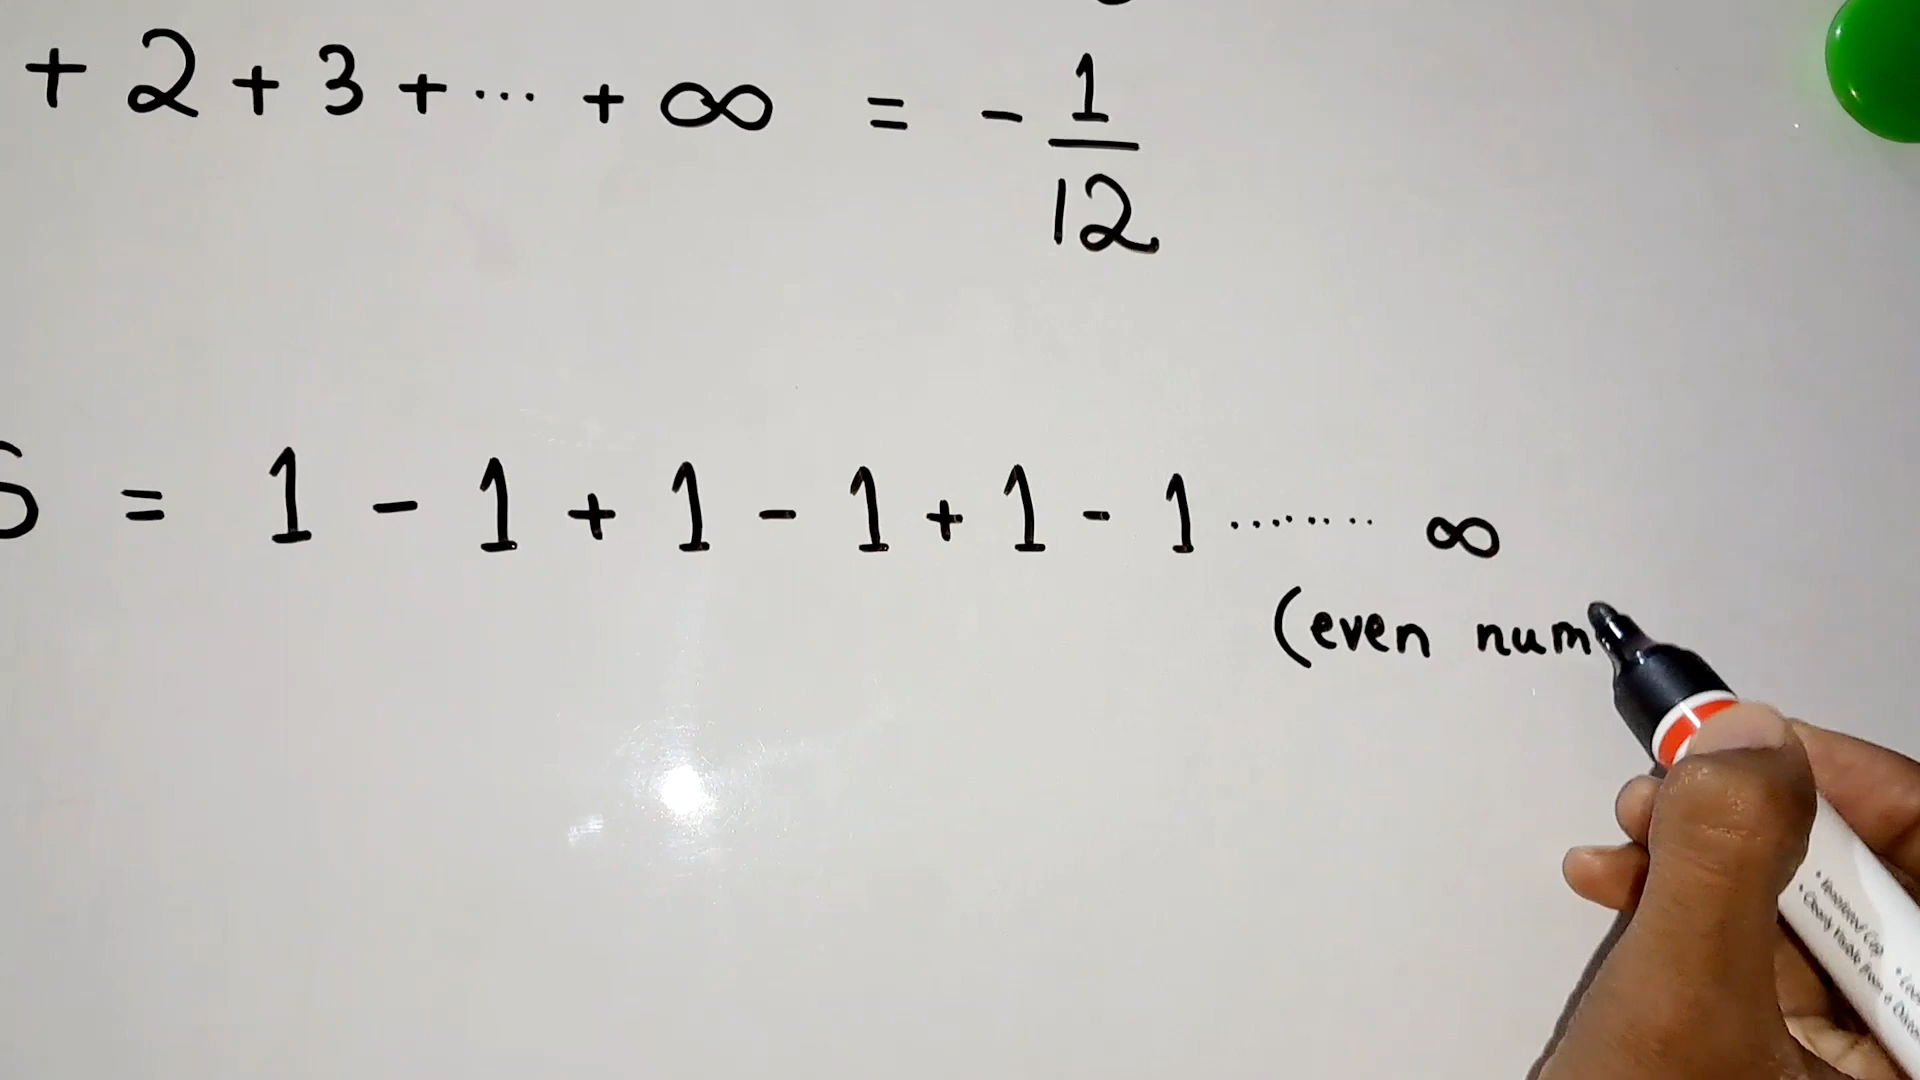 + 2 + 3 + ... + ∞ = - 1/12
S = 1 - 1 + 1 - 1 + 1 - 1 ........ ∞
(even num